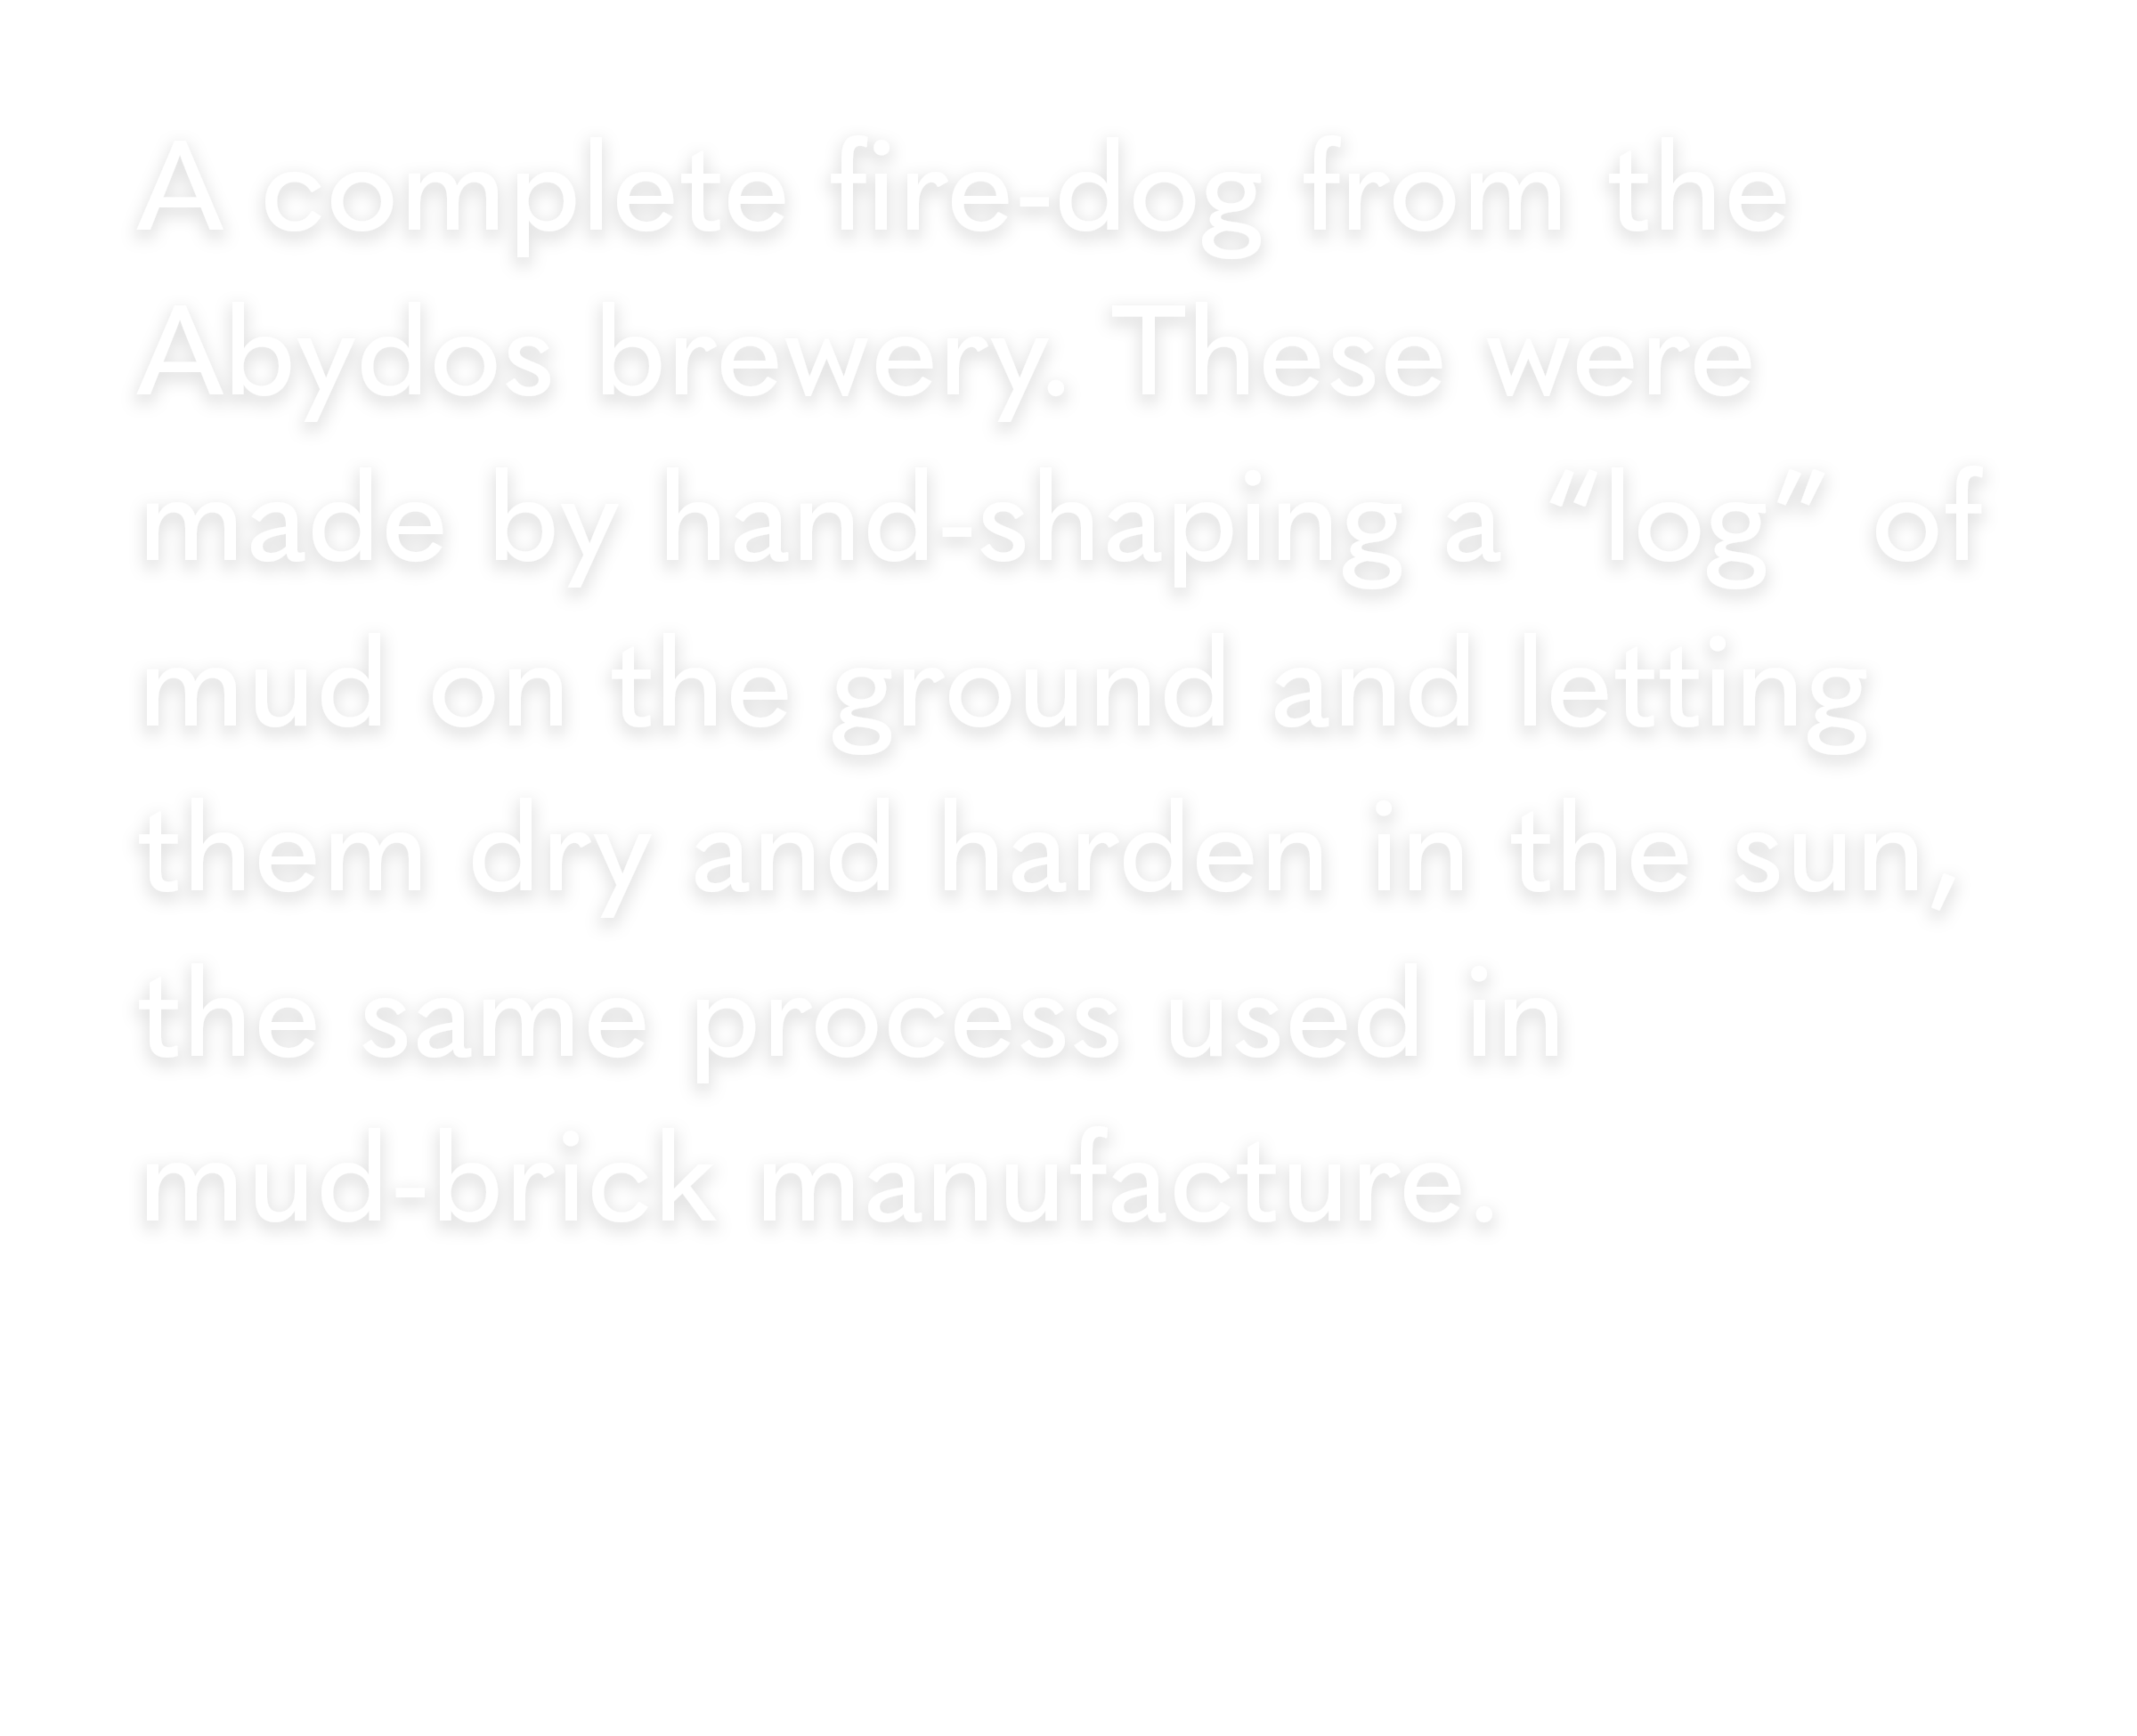 A complete fire-dog from the
Abydos brewery. These were
made by hand-shaping a “log” of
mud on the ground and letting
them dry and harden in the sun,
the same process used in
mud-brick manufacture.